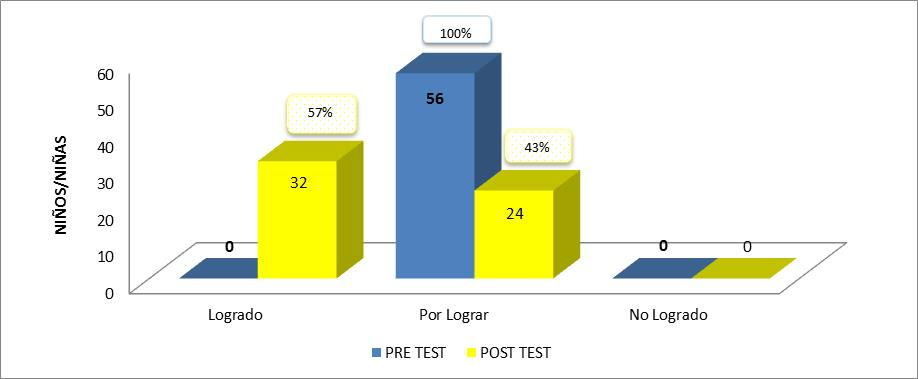 100%
57%
43%
NIÑOS/NIÑAS
60
50
40
30
20
10
0
0
32
56
24
0
0
Logrado
Por Lograr
No Logrado
PRE TEST
POST TEST